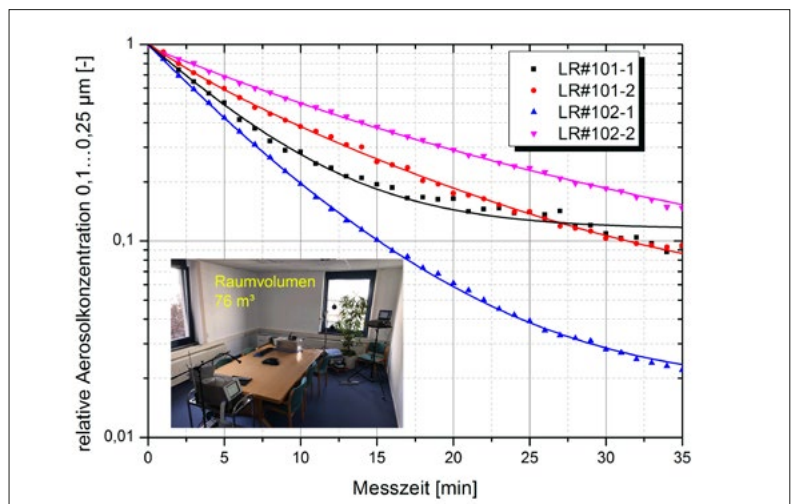 relative Aerosolkonzentration 0,1...0,25 µm [-]
1
0,1
0,01
LR#101-1
LR#101-2
LR#102-1
LR#102-2
Raumvolumen
76 m³
0 5 10 15 20 25 30 35
Messzeit [min]